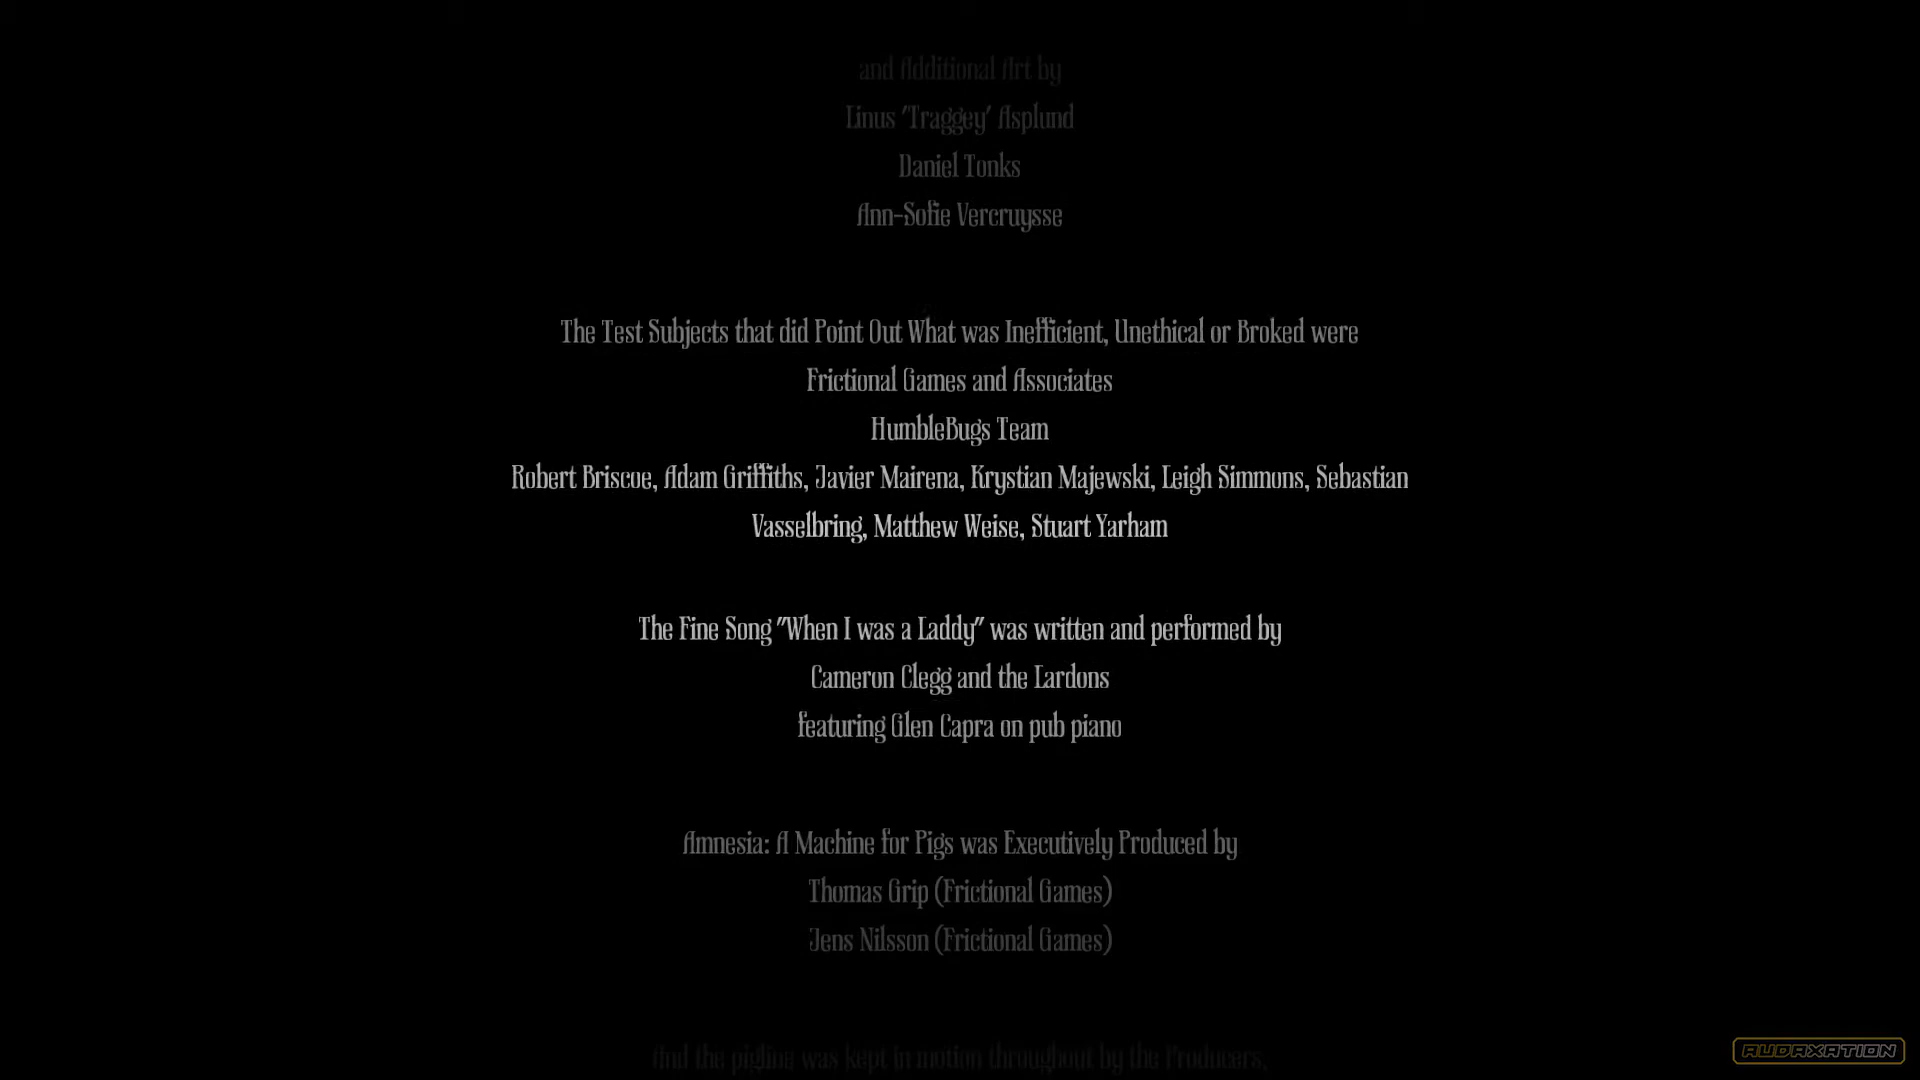 and Additional Art by
Linus 'Traggey' Asplund
Daniel Tonks
Ann-Sofie Vercruysse
The Test Subjects that did Point Out What was Inefficient, Unethical or Broked were
Frictional Games and Associates
HumbleBugs Team
Robert Briscoe, Adam Griffiths, Javier Mairena, Krystian Majewski, Leigh Simmons, Sebastian
Vasselbring, Matthew Weise, Stuart Yarham
The Fine Song "When I was a Laddy" was written and performed by
Cameron Clegg and the Lardons
featuring Glen Capra on pub piano
Amnesia: A Machine for Pigs was Executively Produced by
Thomas Grip (Frictional Games)
Jens Nilsson (Frictional Games)
And the pigline was kept in motion throughout by the Producers,
AUDAXATION